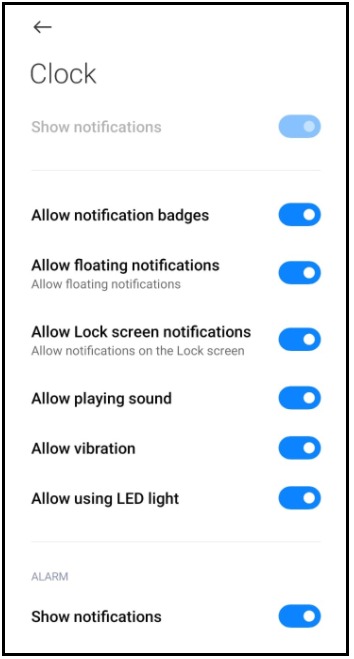 Clock
Show notifications
Allow notification badges
Allow floating notifications
Allow floating notifications
Allow Lock screen notifications
Allow notifications on the Lock screen
Allow playing sound
Allow vibration
Allow using LED light
ALARM
Show notifications